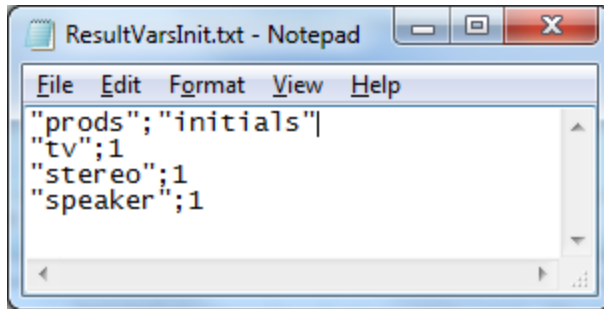 ResultVarsInit.txt - Notepad
File Edit Format View Help
"prods";"initials"
"tv";1
"stereo";1
"speaker";1